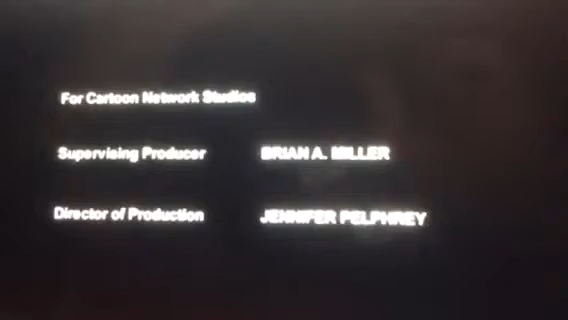 For Cartoon Network Studios
Supervising Producer BRIAN A. MILLER
Director of Production JENNIFER PELPHREY